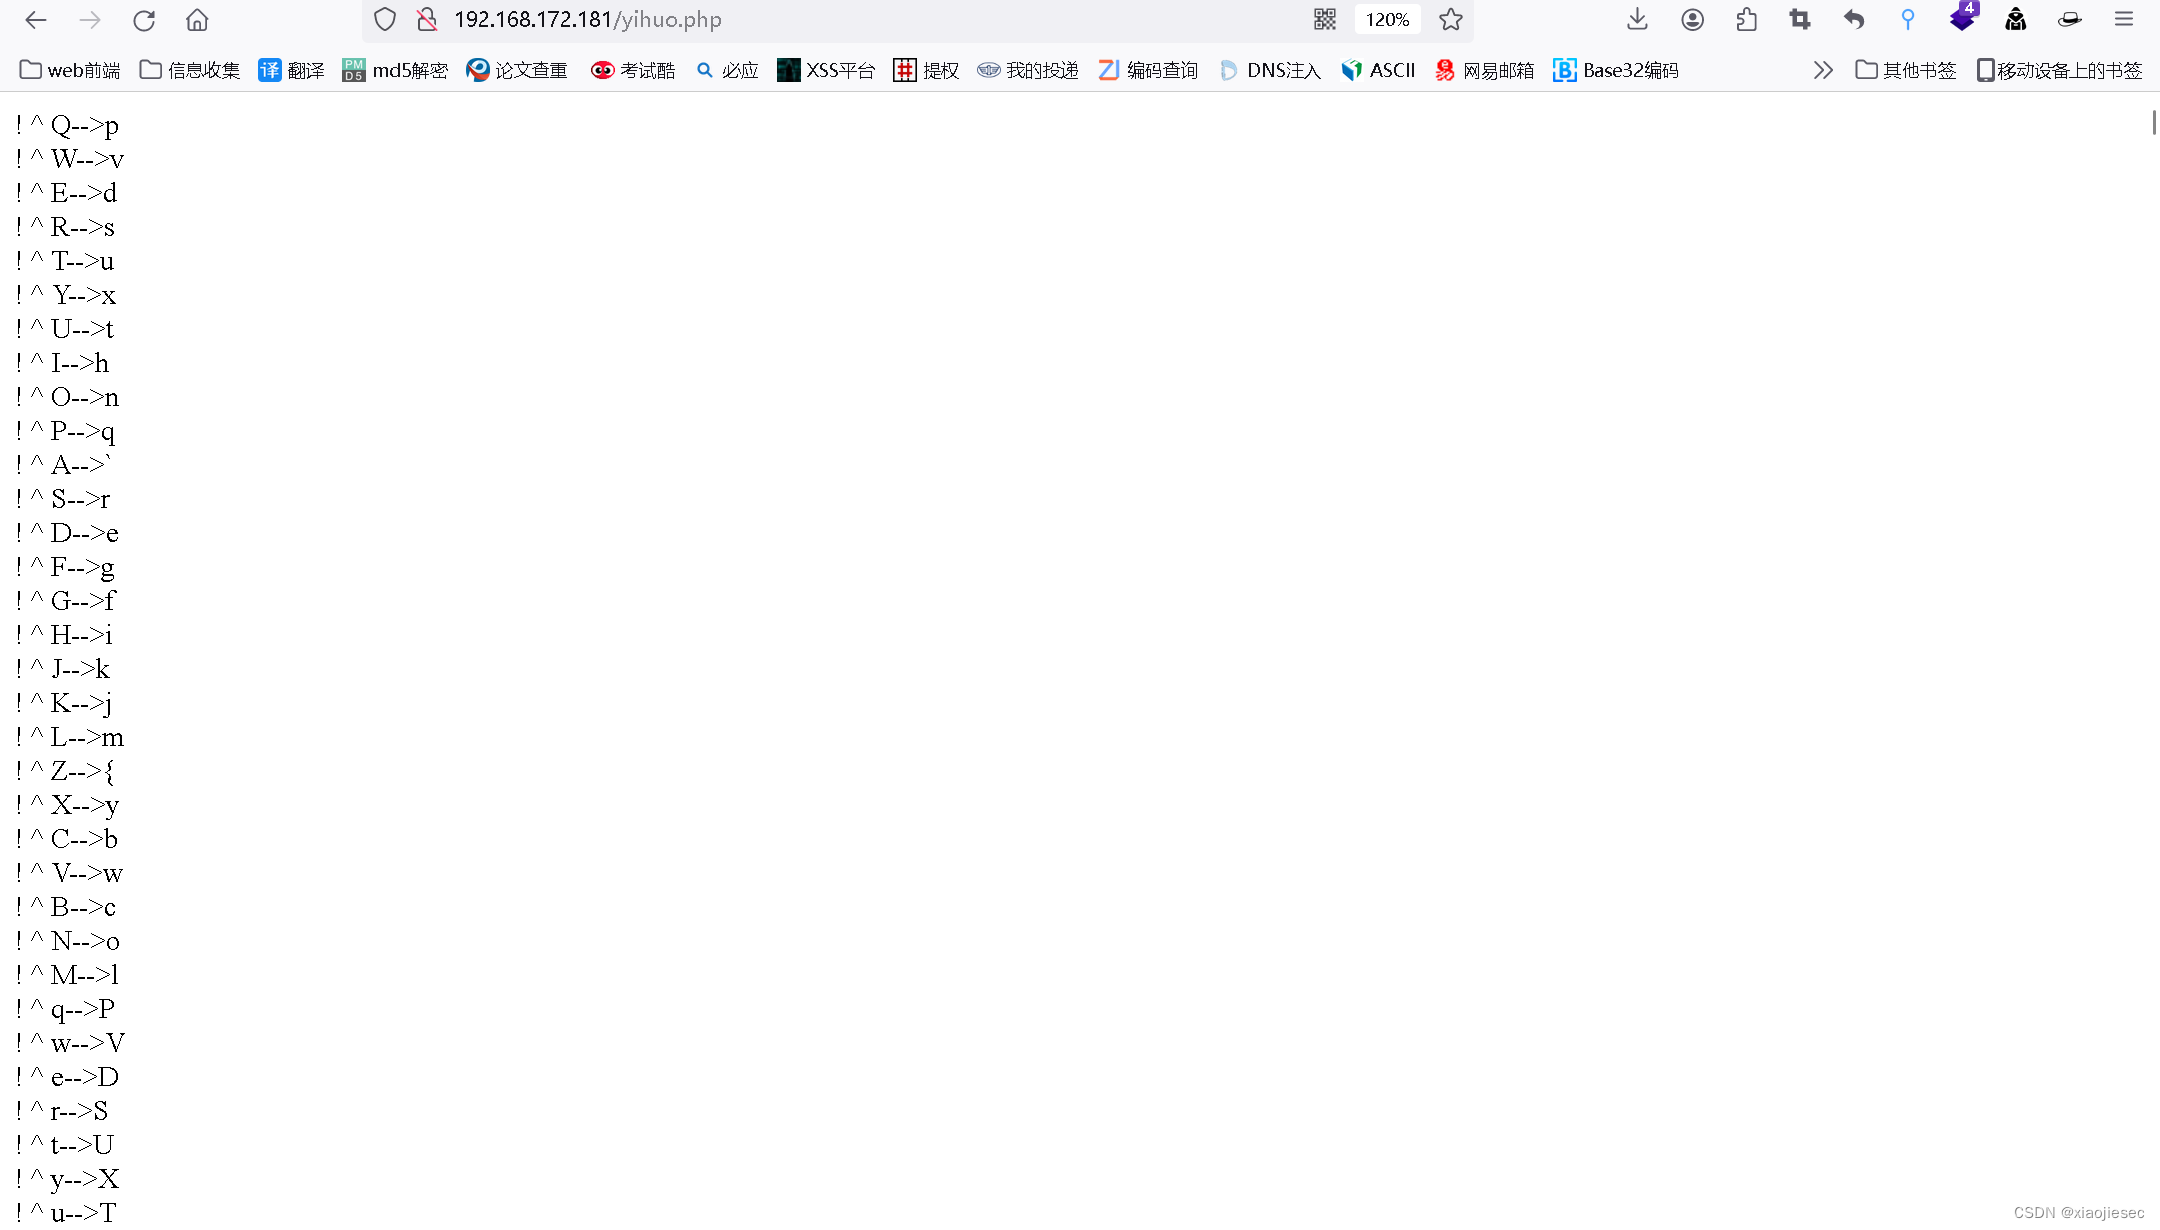 192.168.172.181/yihuo.php 120% 4
web前端 信息收集 译 翻译 PM D5 md5解密 论文查重 考试酷 必应 XSS平台 提权 我的投递 编码查询 DNS注入 ASCII 网易邮箱 Base32编码 其他书签 移动设备上的书签
! ^ Q-->p
! ^ W-->v
! ^ E-->d
! ^ R-->s
! ^ T-->u
! ^ Y-->x
! ^ U-->t
! ^ I-->h
! ^ O-->n
! ^ P-->q
! ^ A-->`
! ^ S-->r
! ^ D-->e
! ^ F-->g
! ^ G-->f
! ^ H-->i
! ^ J-->k
! ^ K-->j
! ^ L-->m
! ^ Z-->{
! ^ X-->y
! ^ C-->b
! ^ V-->w
! ^ B-->c
! ^ N-->o
! ^ M-->l
! ^ q-->P
! ^ w-->V
! ^ e-->D
! ^ r-->S
! ^ t-->U
! ^ y-->X
! ^ u-->T
CSDN @xiaojiesec